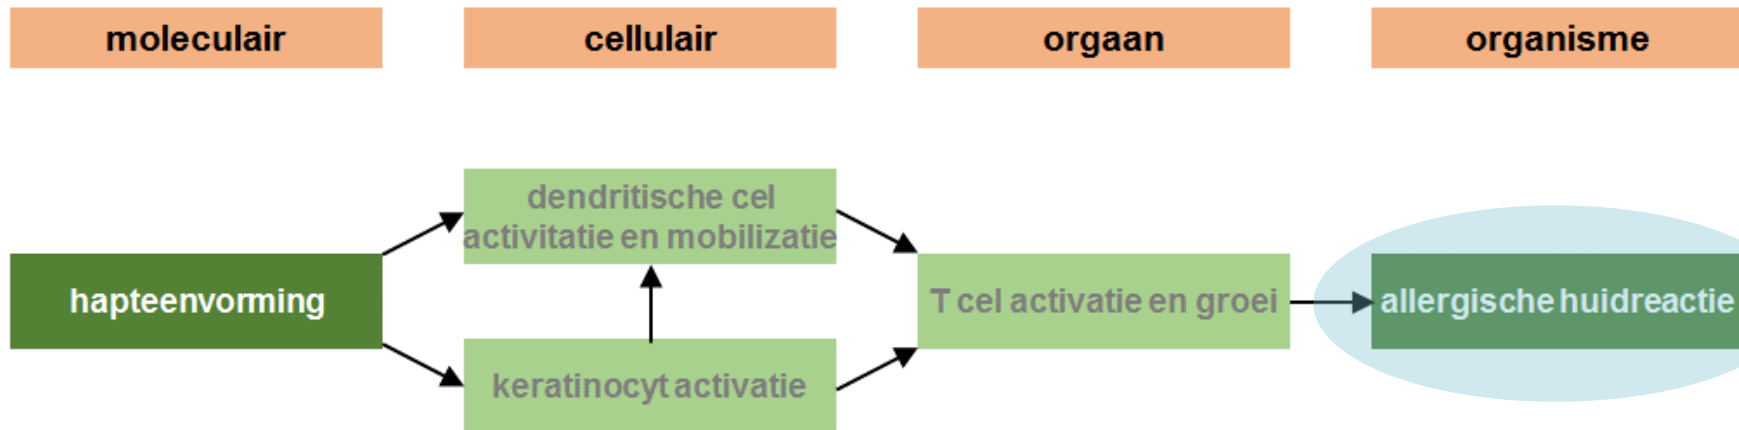 moleculair
cellulair
orgaan
organisme
dendritische cel
activitatie en mobilizatie
hapteenvorming
T cel activatie en groei
allergische huidreactie
keratinocyt activatie